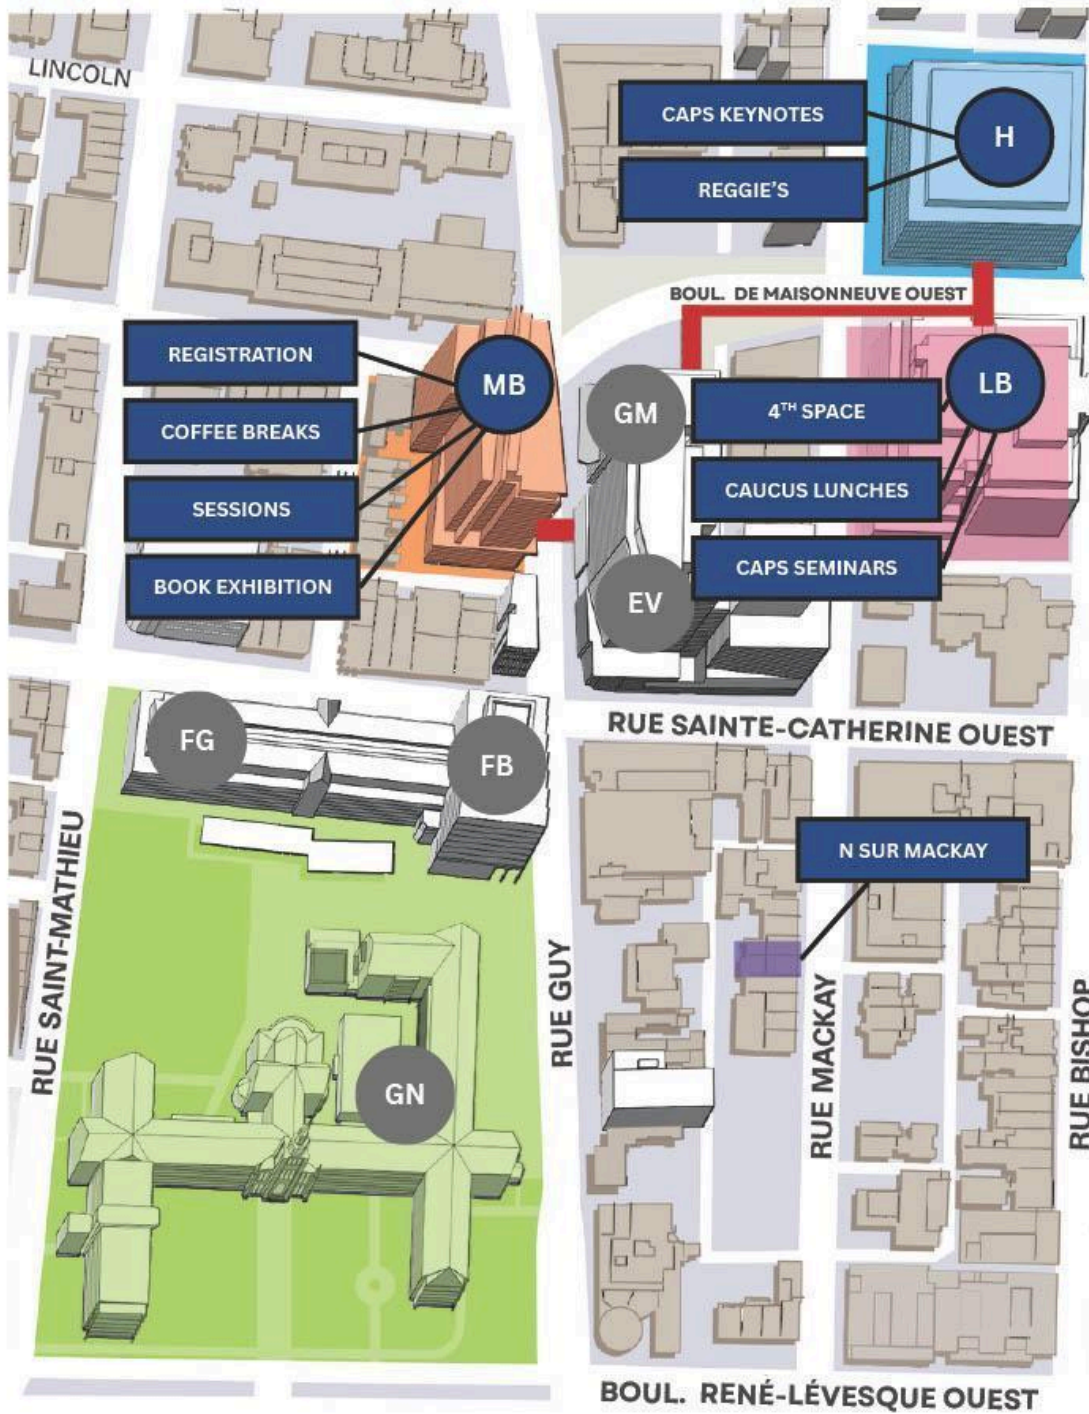 LINCOLN
CAPS KEYNOTES
H
REGGIE'S
BOUL. DE MAISONNEUVE OUEST
REGISTRATION
MB
COFFEE BREAKS
SESSIONS
BOOK EXHIBITION
GM
4TH SPACE
LB
CAUCUS LUNCHES
CAPS SEMINARS
EV
RUE SAINTE-CATHERINE OUEST
FG
FB
N SUR MACKAY
RUE SAINT-MATHIEU
RUE GUY
RUE MACKAY
RUE BISHOP
GN
BOUL. RENÉ-LÉVESQUE OUEST